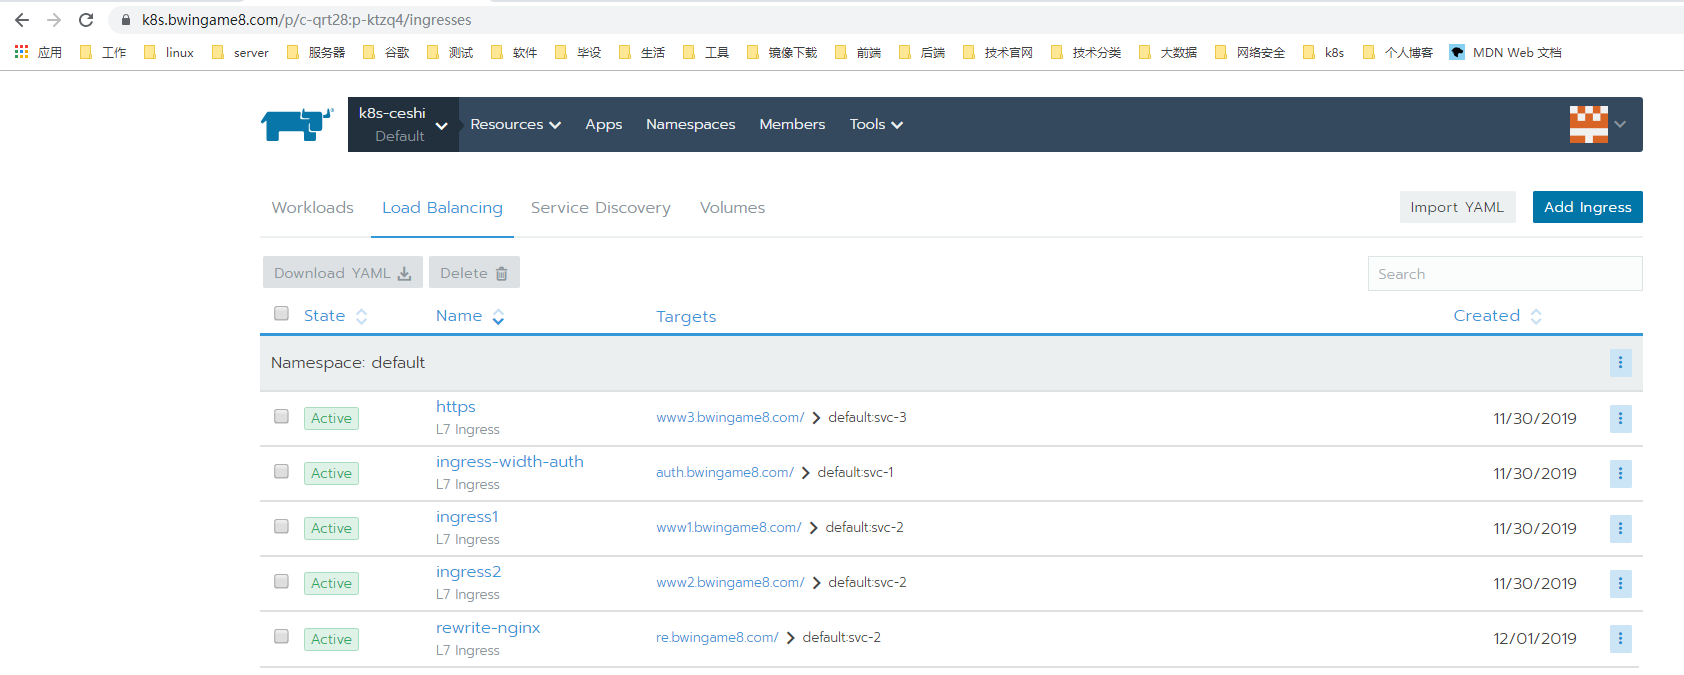 k8s.bwingame8.com/p/c-qrt28:p-ktzq4/ingresses
应用 工作 linux server 服务器 谷歌 测试 软件 毕设 生活 工具 镜像下载 前端 后端 技术官网 技术分类 大数据 网络安全 k8s 个人博客 MDN Web 文档
k8s-ceshi
Default
Resources Apps Namespaces Members Tools
Workloads Load Balancing Service Discovery Volumes Import YAML Add Ingress
Download YAML Delete Search
State Name Targets Created
Namespace: default
Active https www3.bwingame8.com/ default:svc-3 11/30/2019
L7 Ingress
Active ingress-width-auth auth.bwingame8.com/ default:svc-1 11/30/2019
L7 Ingress
Active ingress1 www1.bwingame8.com/ default:svc-2 11/30/2019
L7 Ingress
Active ingress2 www2.bwingame8.com/ default:svc-2 11/30/2019
L7 Ingress
Active rewrite-nginx re.bwingame8.com/ default:svc-2 12/01/2019
L7 Ingress